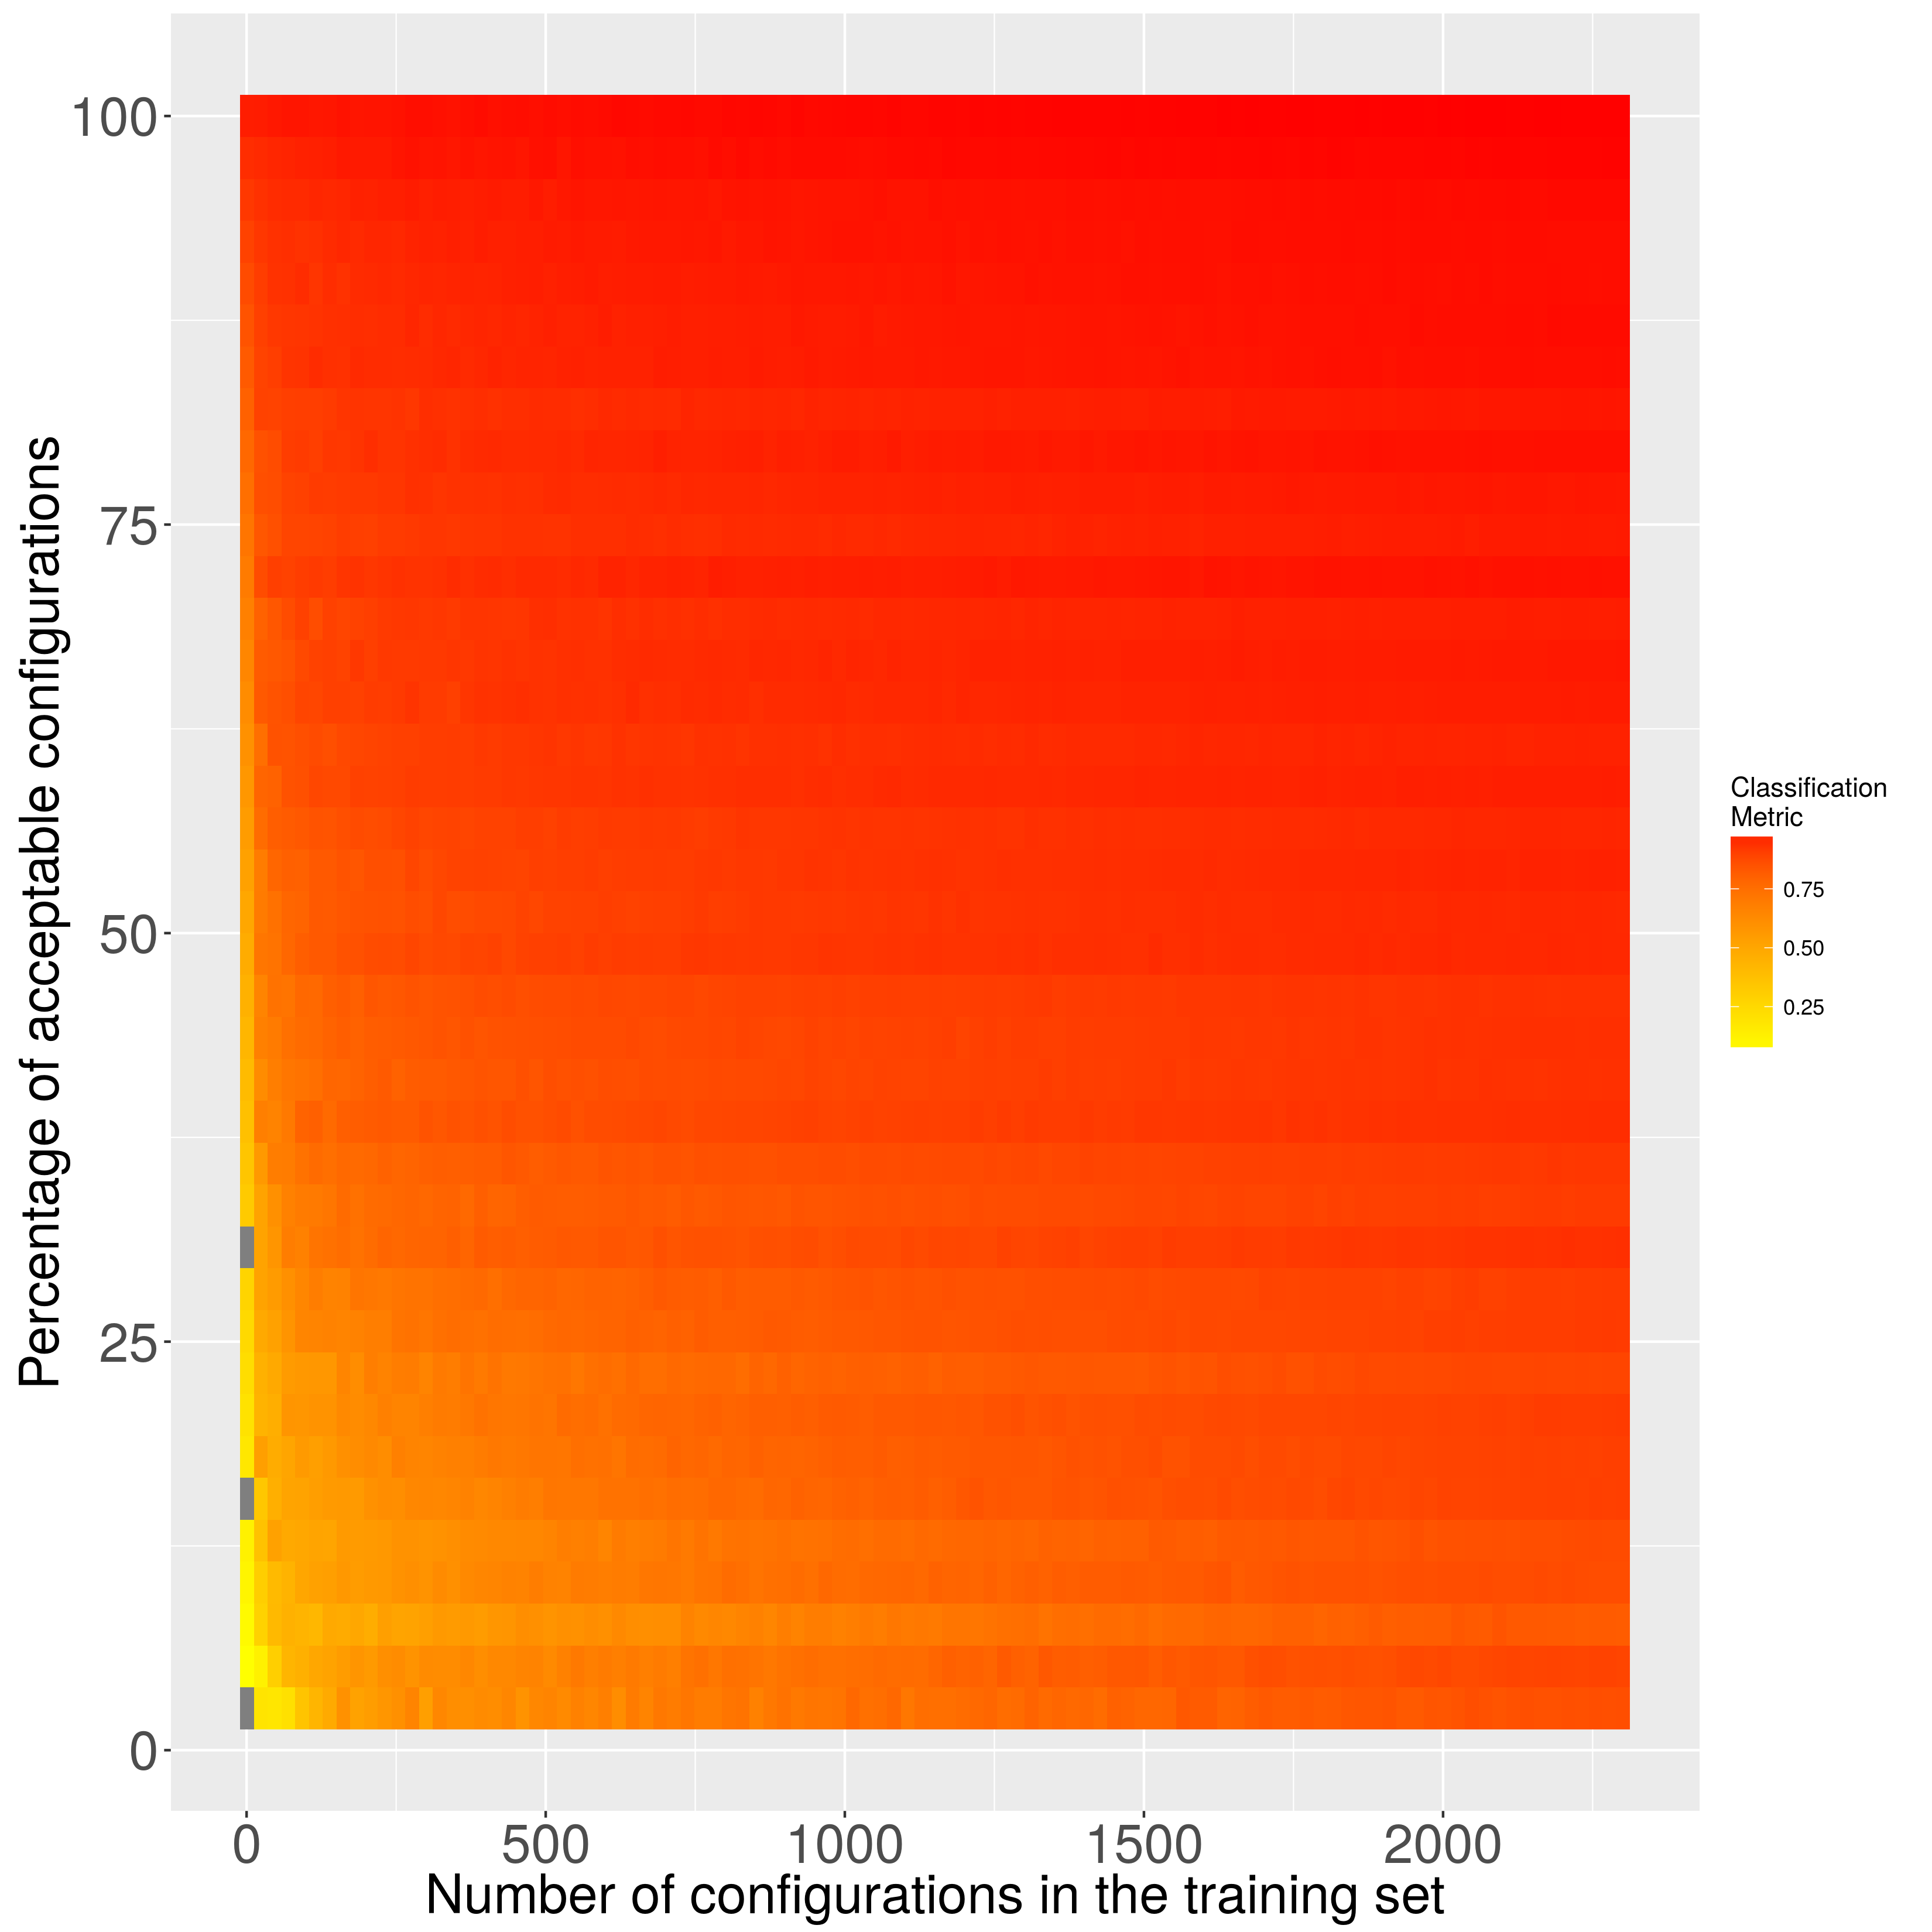 100
75
50
25
0
Percentage of acceptable configurations
0 500 1000 1500 2000
Number of configurations in the training set
Classification
Metric
0.75
0.50
0.25